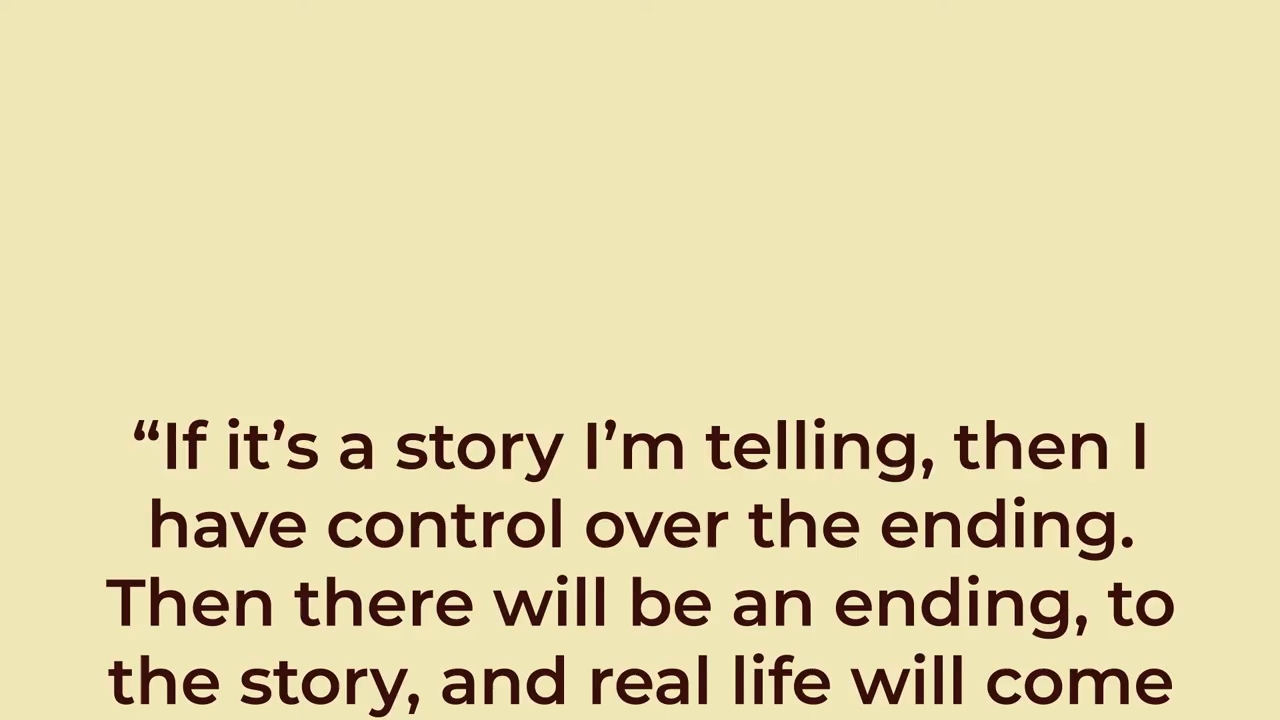 “If it’s a story I’m telling, then I
have control over the ending.
Then there will be an ending, to
the story, and real life will come